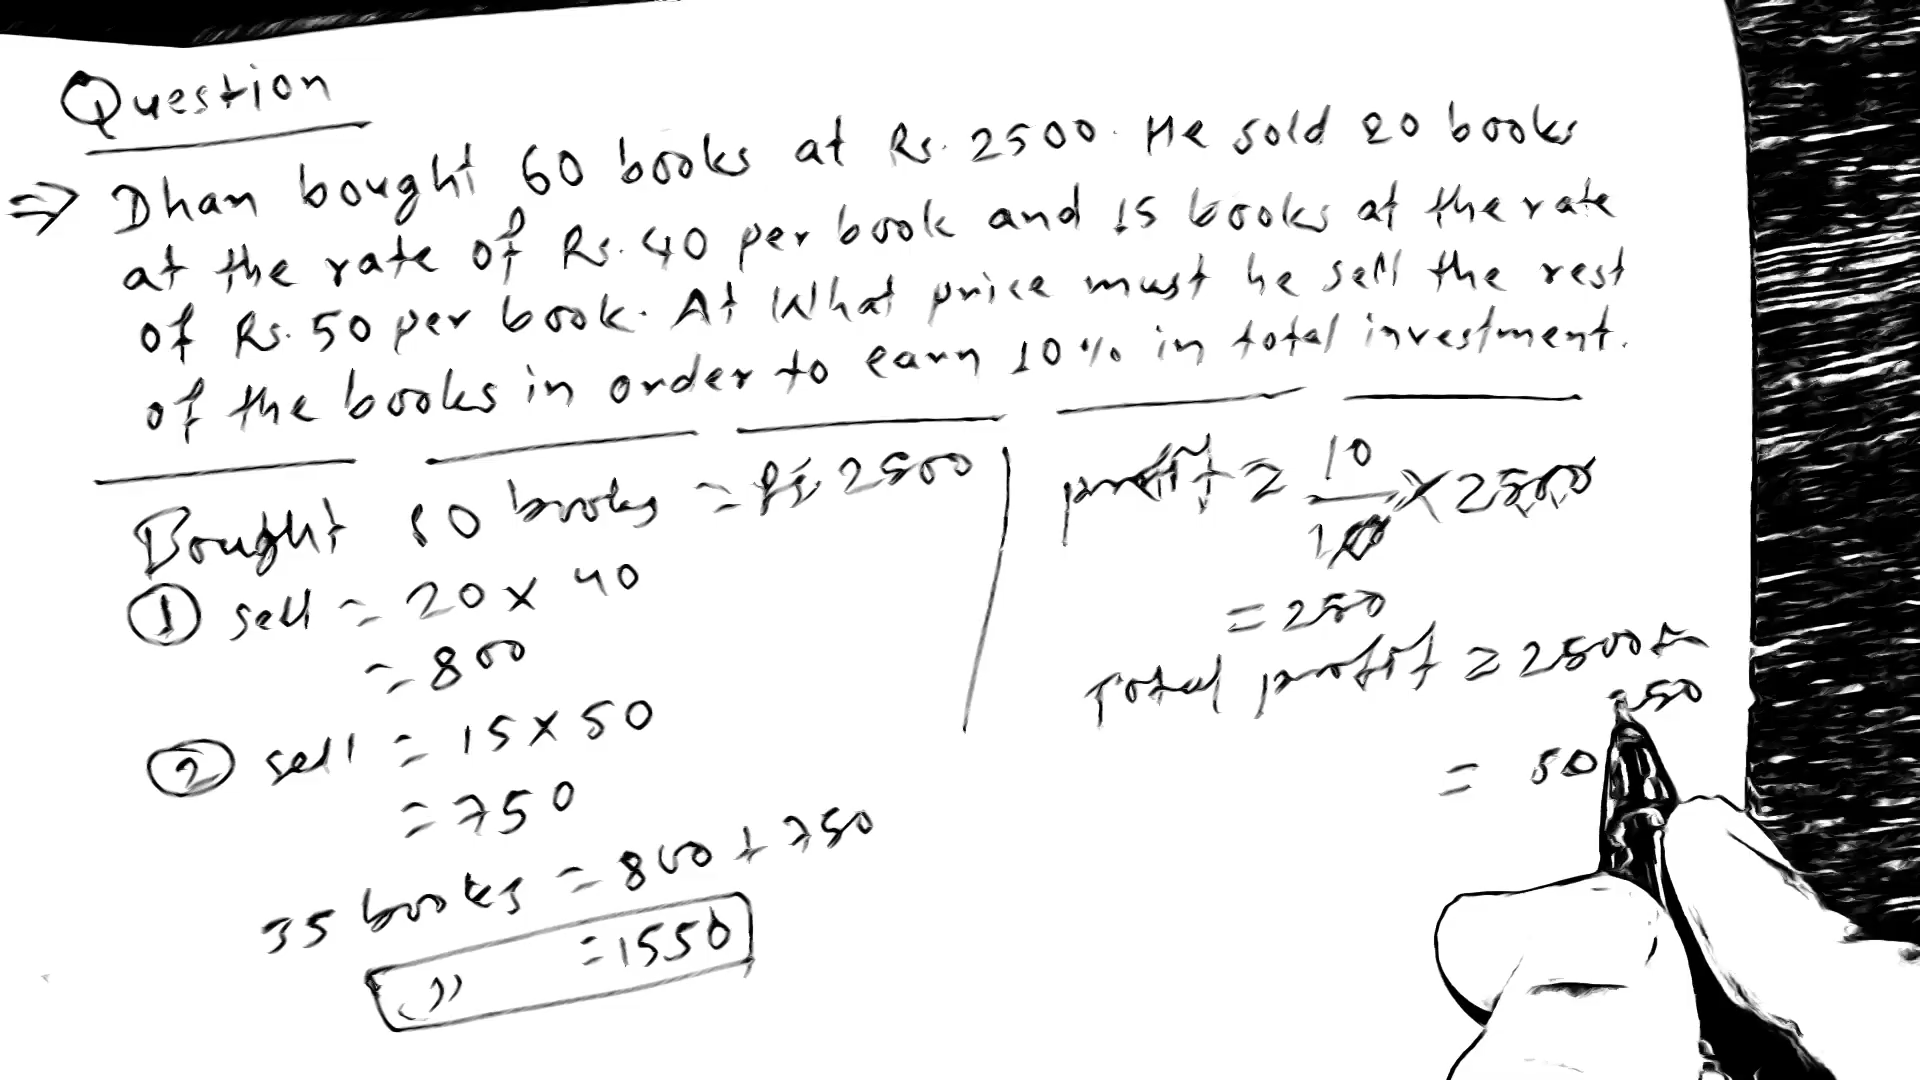 Question
⇒ Dhan bought 60 books at Rs. 2500. He sold 20 books
at the rate of Rs. 40 per book and 15 books at the rate
of Rs. 50 per book. At What price must he sell the rest
of the books in order to earn 10% in total investment.
Bought 60 books = Rs 2500
① sell = 20 × 40
= 800
② sell = 15 × 50
= 750
35 books = 800 + 750
" = 1550
profit = 10/100 × 2500
= 250
Total profit = 2500 +
250
= 50